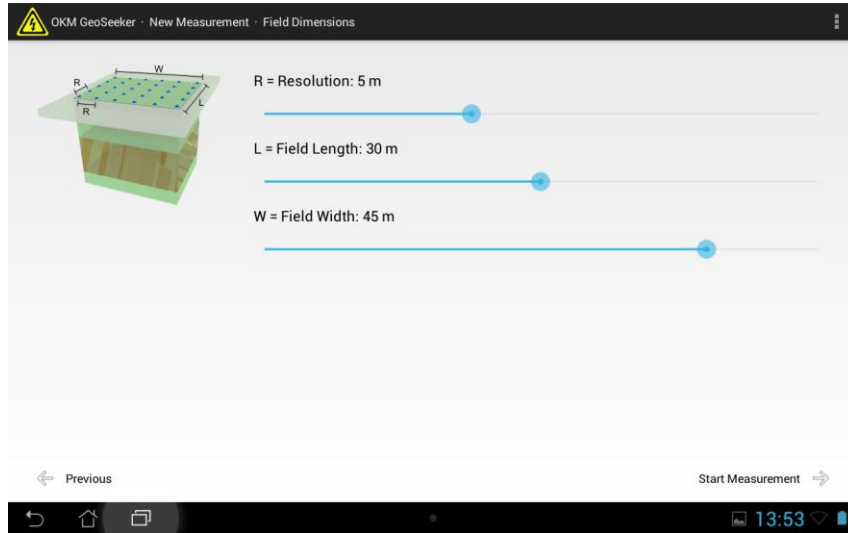 OKM GeoSeeker · New Measurement · Field Dimensions
W
R
L
R
R = Resolution: 5 m
L = Field Length: 30 m
W = Field Width: 45 m
Previous
Start Measurement
13:53